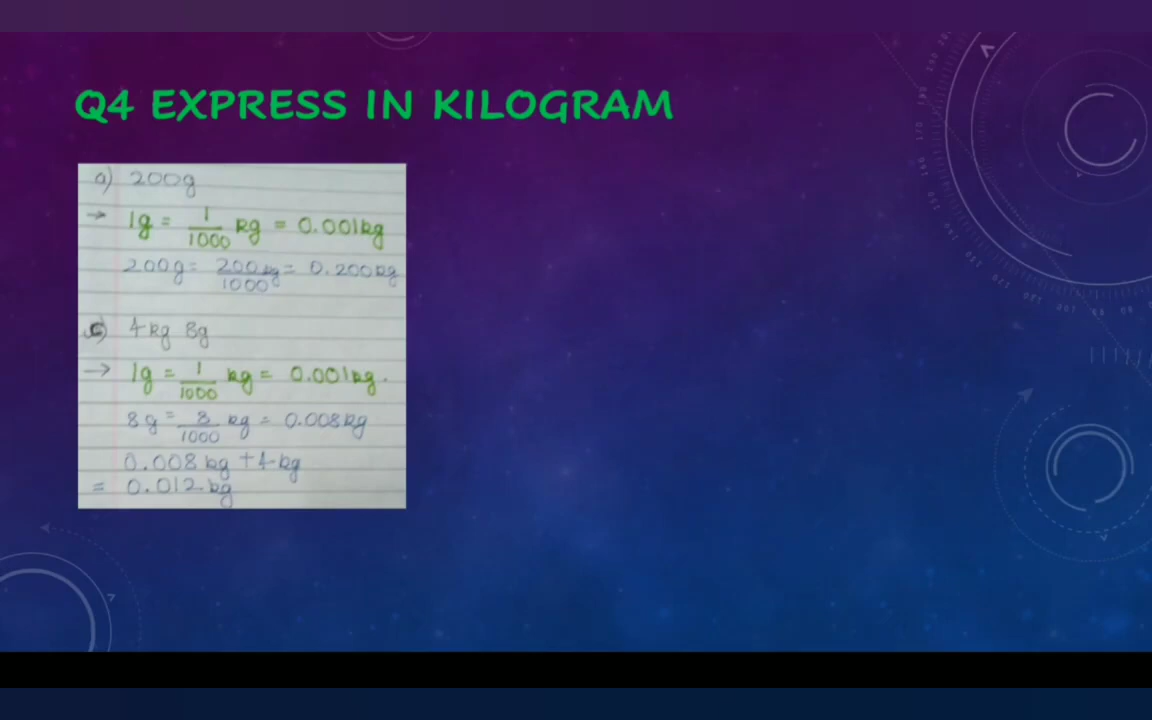 Q4 EXPRESS IN KILOGRAM
a) 200g
→ 1g = 1/1000 kg = 0.001kg
200g = 200/1000 kg = 0.200kg
c) 4kg 8g
→ 1g = 1/1000 kg = 0.001kg.
8g = 8/1000 kg = 0.008kg
0.008 kg + 4 kg
= 0.012 kg